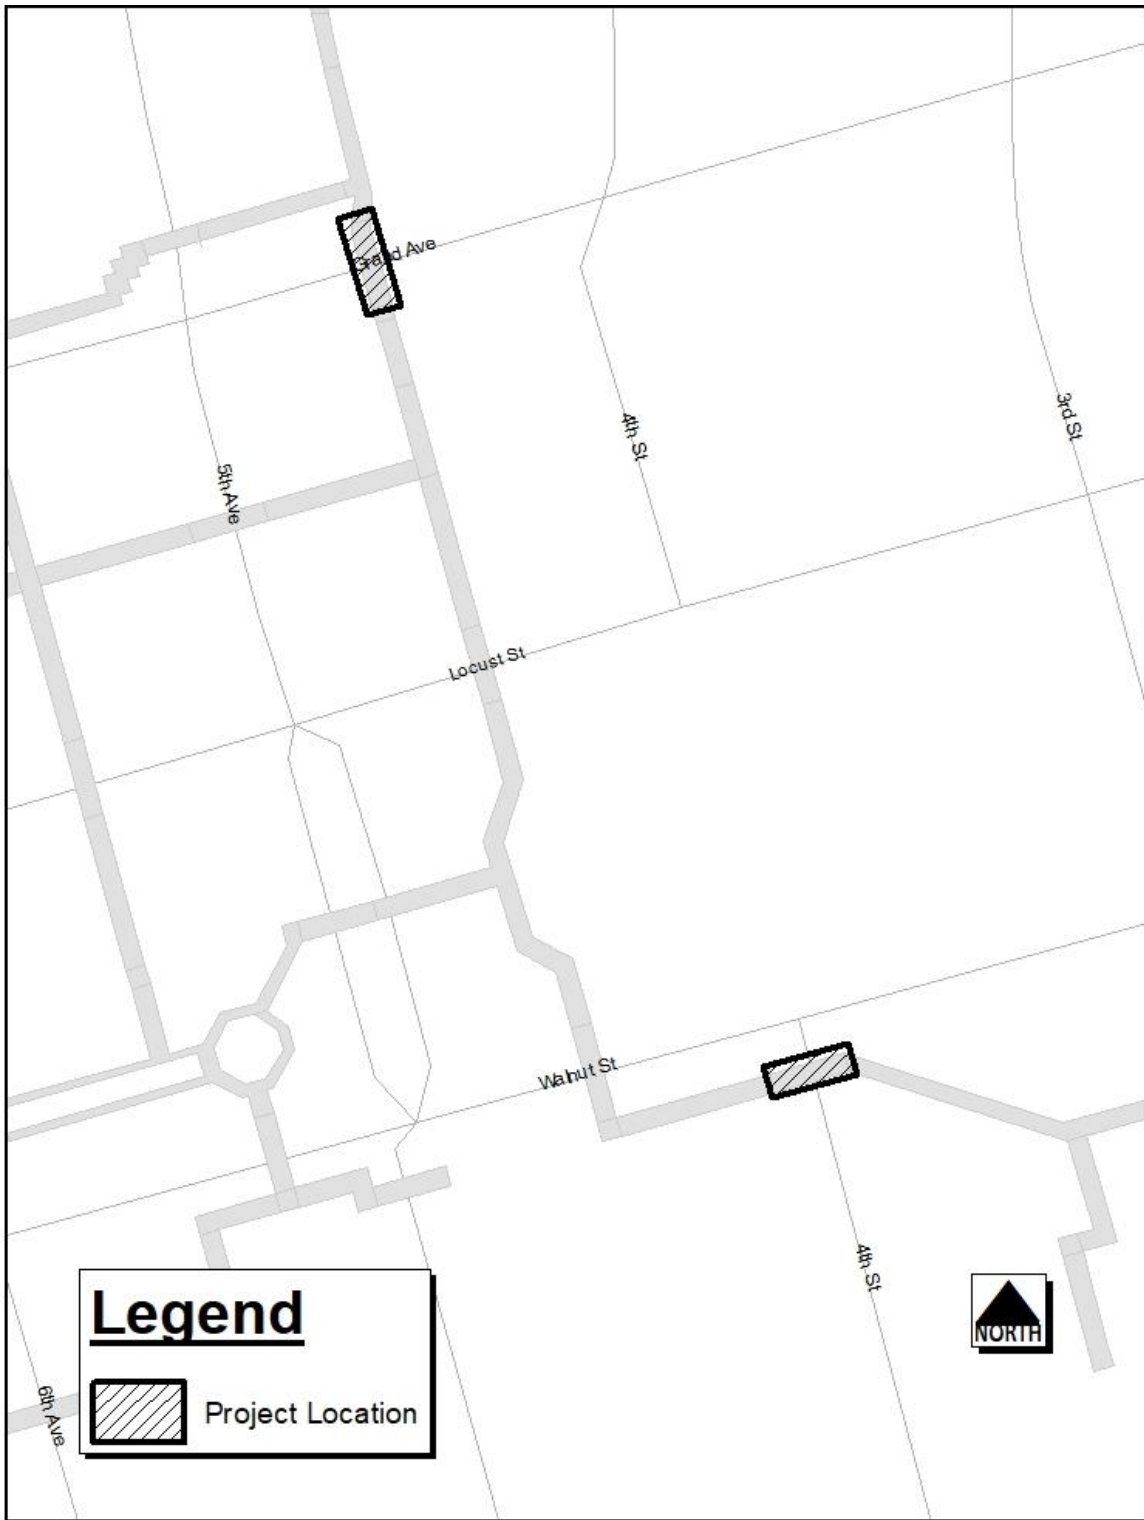 Grand Ave
4th St
3rd St
5th Ave
Locust St
Walnut St
4th St
Legend
NORTH
Project Location
6th Ave